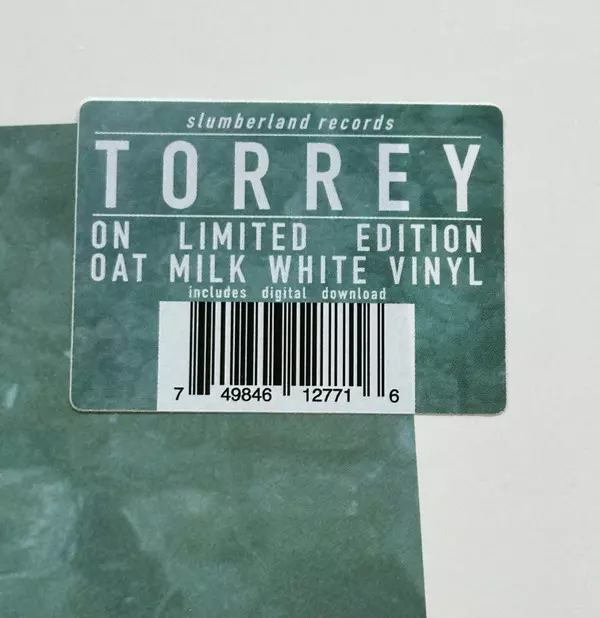 slumberland records
TORREY
ON LIMITED EDITION
OAT MILK WHITE VINYL
includes digital download
7 49846 12771 6